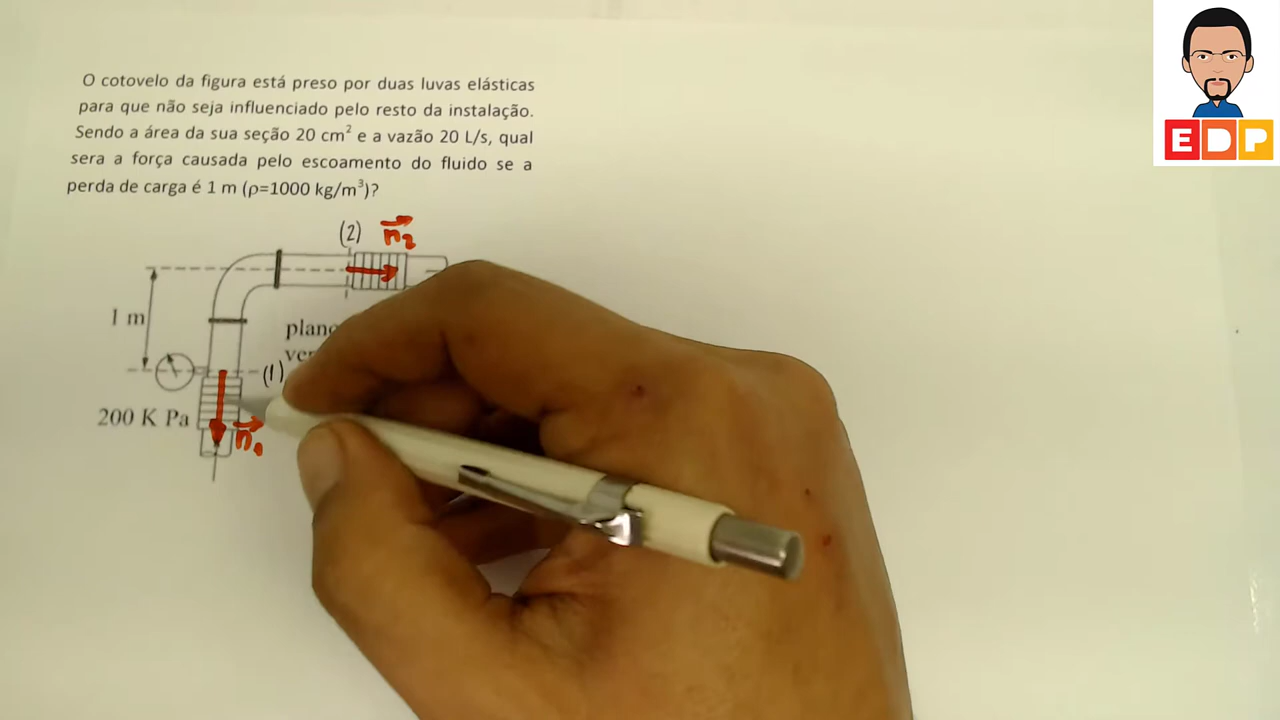 O cotovelo da figura está preso por duas luvas elásticas
para que não seja influenciado pelo resto da instalação.
Sendo a área da sua seção 20 cm² e a vazão 20 L/s, qual
sera a força causada pelo escoamento do fluido se a
perda de carga é 1 m (ρ=1000 kg/m³)?
(2) n₂
1 m
(1)
200 K Pa
n₁
EDP